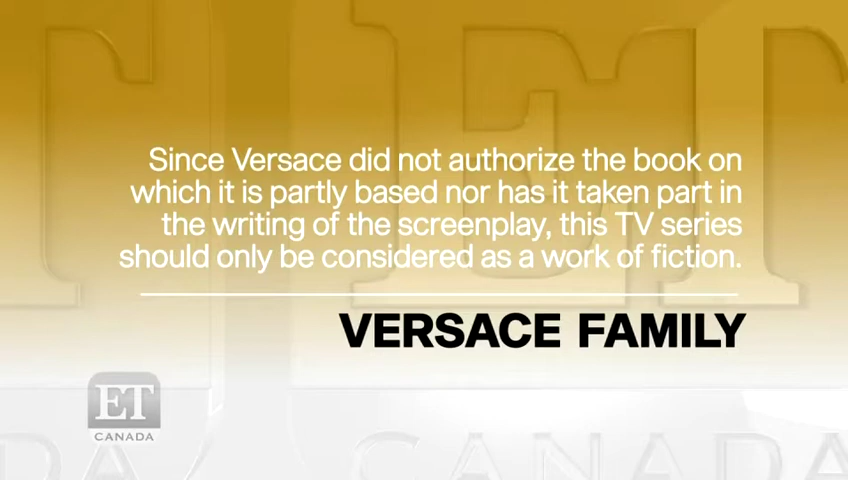 Since Versace did not authorize the book on
which it is partly based nor has it taken part in
the writing of the screenplay, this TV series
should only be considered as a work of fiction.
VERSACE FAMILY
ET
CANADA
ET
CANADA